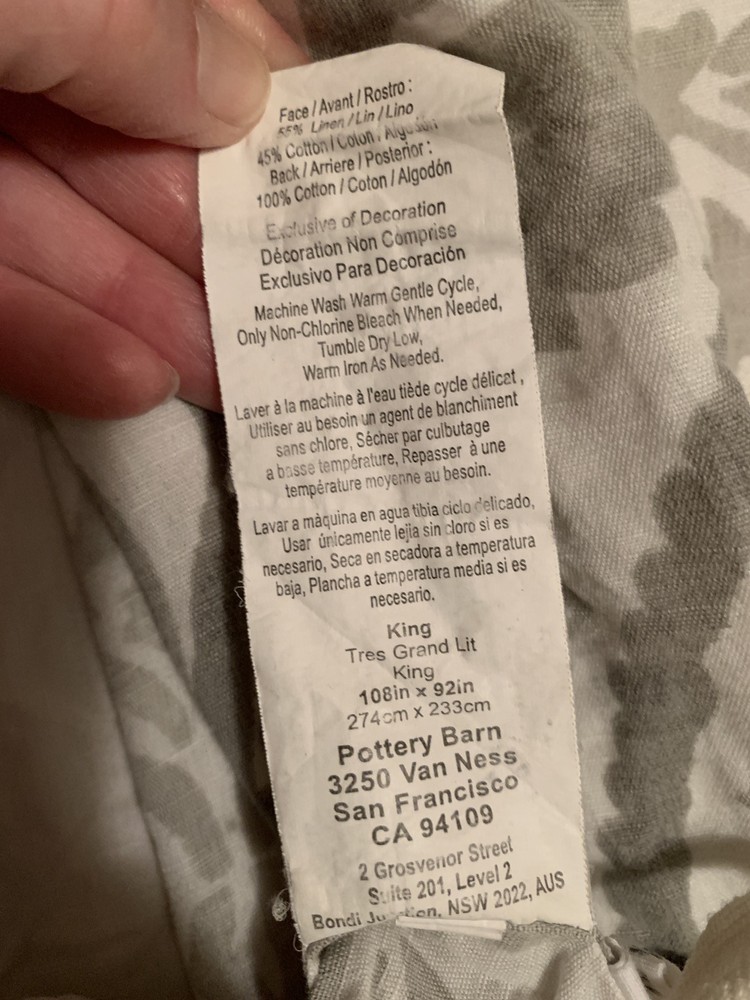 Face / Avant / Rostro :
55% Linen / Lin / Lino
45% Cotton / Coton / Algodón
Back / Arriere / Posterior :
100% Cotton / Coton / Algodón
Exclusive of Decoration
Décoration Non Comprise
Exclusivo Para Decoración
Machine Wash Warm Gentle Cycle,
Only Non-Chlorine Bleach When Needed,
Tumble Dry Low,
Warm Iron As Needed.
Laver à la machine à l'eau tiède cycle délicat ,
Utiliser au besoin un agent de blanchiment
sans chlore, Sécher par culbutage
a basse température, Repasser à une
température moyenne au besoin.
Lavar a màquina en agua tibia ciclo delicado,
Usar únicamente lejia sin cloro si es
necesario, Seca en secadora a temperatura
baja, Plancha a temperatura media si es
necesario.
King
Tres Grand Lit
King
108in x 92in
274cm x 233cm
Pottery Barn
3250 Van Ness
San Francisco
CA 94109
2 Grosvenor Street
Suite 201, Level 2
Bondi Junction, NSW 2022, AUS